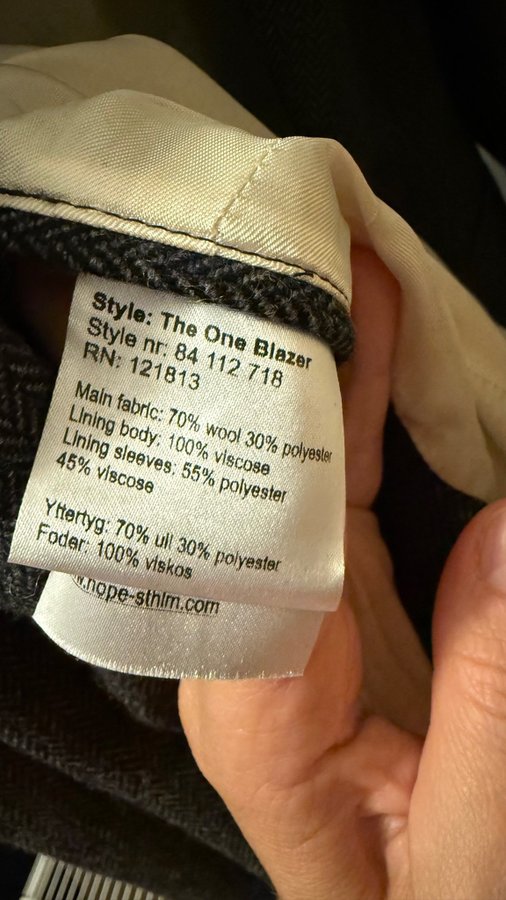 Style: The One Blazer
Style nr: 84 112 718
RN: 121813
Main fabric: 70% wool 30% polyester
Lining body: 100% viscose
Lining sleeves: 55% polyester
45% viscose
Yttertyg: 70% ull 30% polyester
Foder: 100% viskos
.hope-sthlm.com